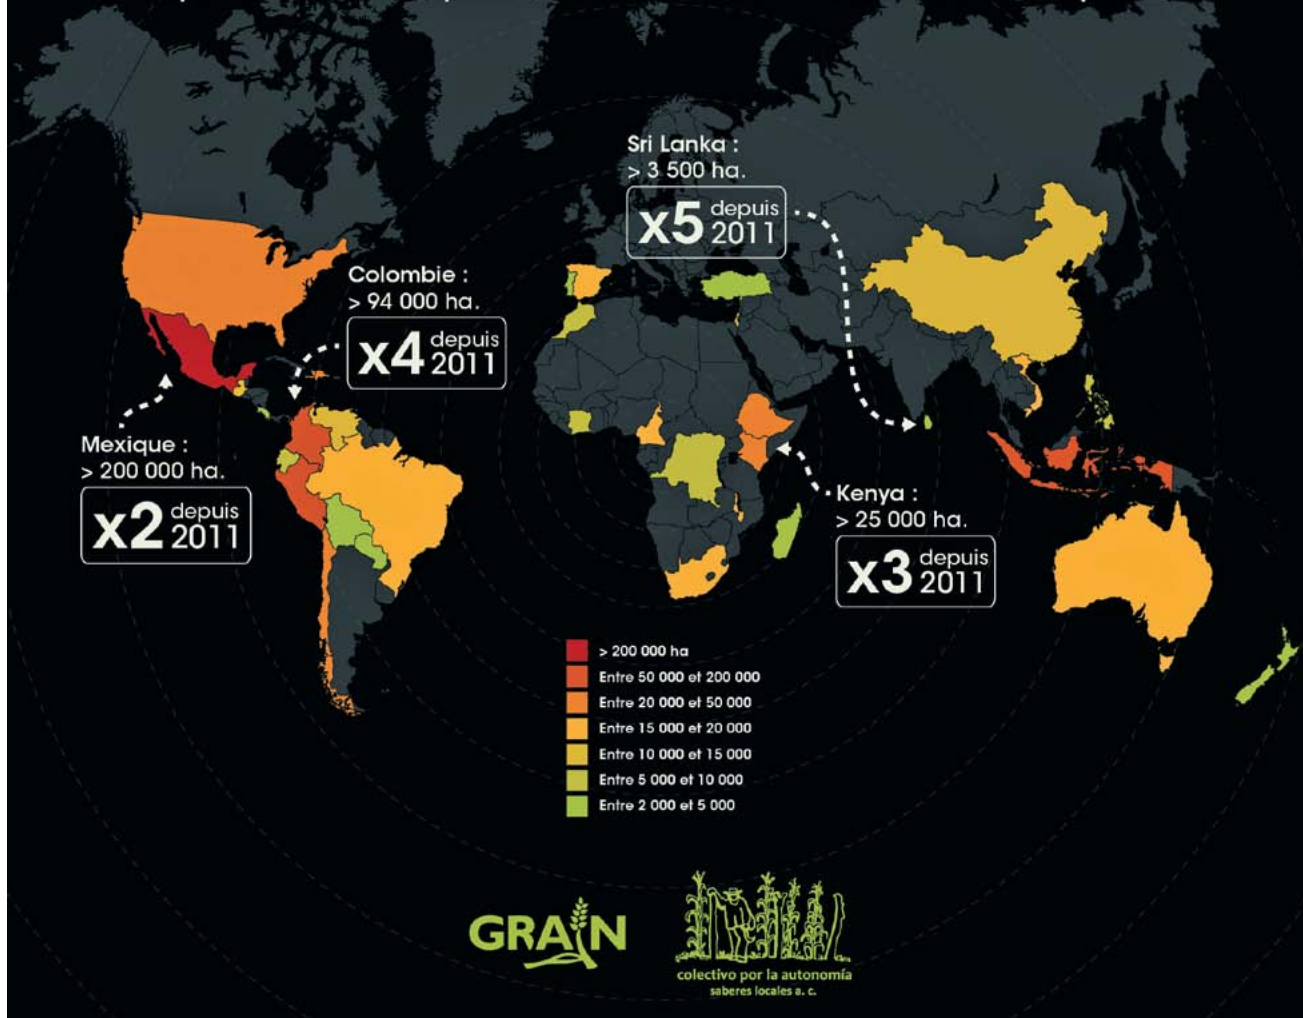 Sri Lanka :
> 3 500 ha.
x5 depuis 2011
Colombie :
> 94 000 ha.
x4 depuis 2011
Mexique :
> 200 000 ha.
x2 depuis 2011
Kenya :
> 25 000 ha.
x3 depuis 2011
> 200 000 ha
Entre 50 000 et 200 000
Entre 20 000 et 50 000
Entre 15 000 et 20 000
Entre 10 000 et 15 000
Entre 5 000 et 10 000
Entre 2 000 et 5 000
GRAIN
colectivo por la autonomía
saberes locales a. c.